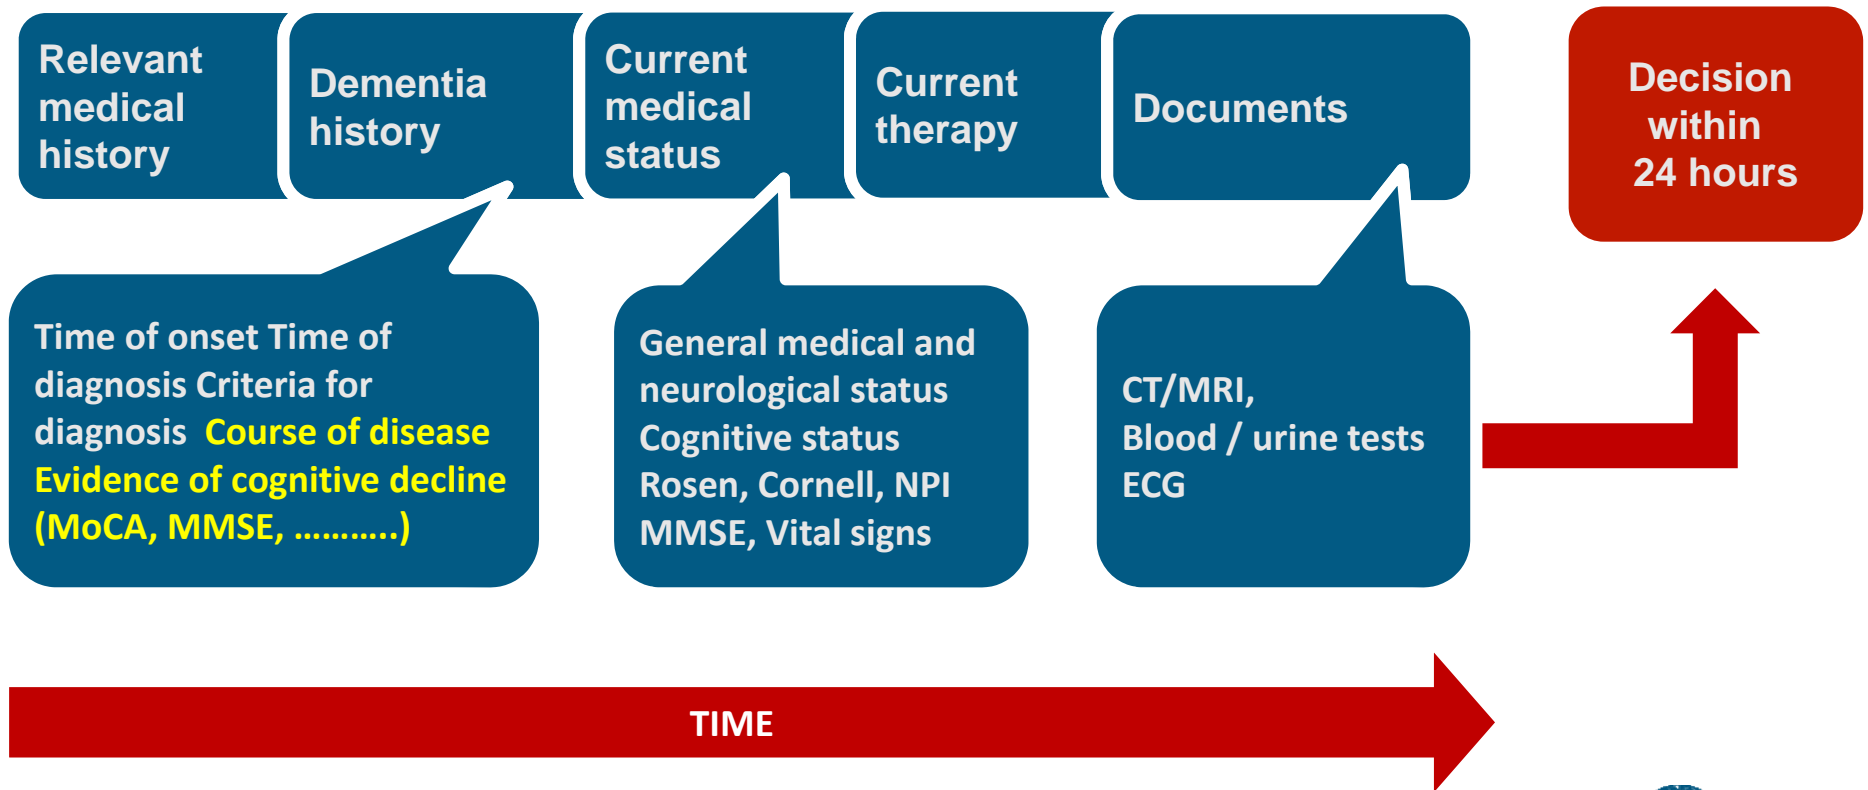 Relevant
medical
history
Dementia
history
Current
medical
status
Current
therapy
Documents
Decision
within
24 hours
Time of onset Time of
diagnosis Criteria for
diagnosis Course of disease
Evidence of cognitive decline
(MoCA, MMSE, ………..)
General medical and
neurological status
Cognitive status
Rosen, Cornell, NPI
MMSE, Vital signs
CT/MRI,
Blood / urine tests
ECG
TIME